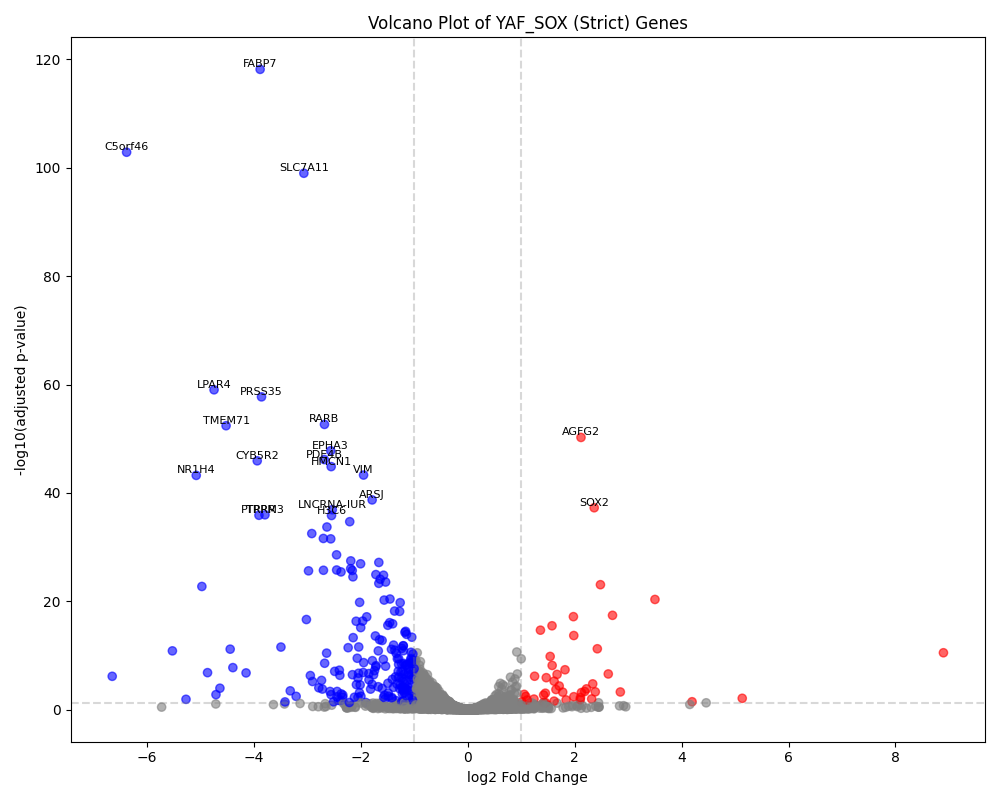 Volcano Plot of YAF_SOX (Strict) Genes
-log10(adjusted p-value)
120
100
80
60
40
20
0
FABP7
C5orf46
SLC7A11
LPAR4
PRSS35
RARB
TMEM71
AGFG2
EPHA3
PDE4B
CYB5R2
HMCN1
VIM
NR1H4
ARSJ
SOX2
LNCRNA-IUR
H3C6
−6
−4
−2
0
2
4
6
8
log2 Fold Change